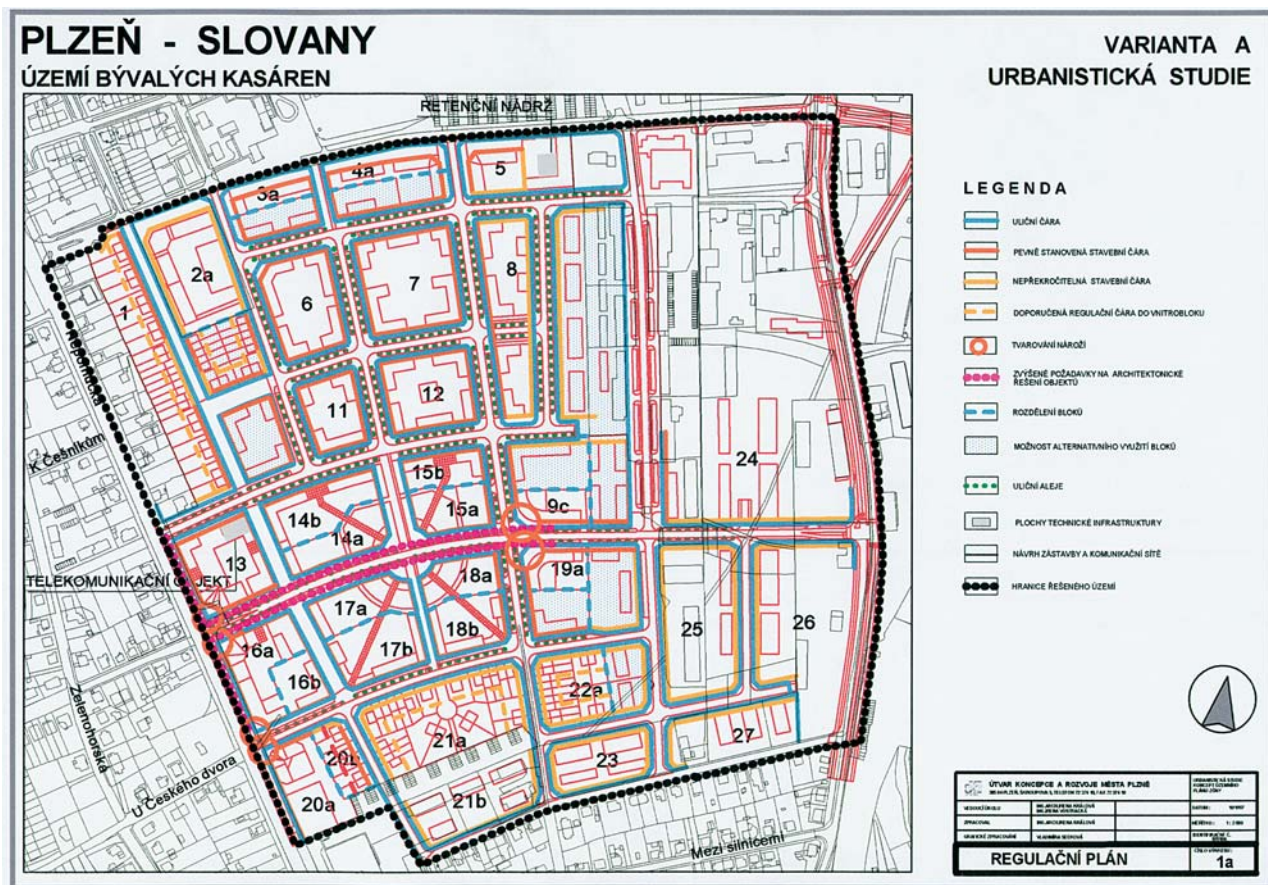 PLZEŇ - SLOVANY
ÚZEMÍ BÝVALÝCH KASÁREN
VARIANTA A
URBANISTICKÁ STUDIE
RETENČNÍ NÁDRŽ
3a
4a
5
2a
1
6
7
8
11
12
K Češníkům
24
15b
15a
9c
14b
14a
13
TELEKOMUNIKAČNÍ
18a
19a
17a
17b
18b
16a
16b
25
26
22a
Zelenohorská
U Českého dvora
21a
23
27
20a
21b
Mezi silnicemi
LEGENDA
ULIČNÍ ČÁRA
PEVNĚ STANOVENÁ STAVEBNÍ ČÁRA
NEPŘEKROČITELNÁ STAVEBNÍ ČÁRA
DOPORUČENÁ REGULAČNÍ ČÁRA DO VNITROBLOKU
TVAROVÁNÍ NÁROŽÍ
ZVÝŠENÉ POŽADAVKY NA ARCHITEKTONICKÉ
ŘEŠENÍ OBJEKTŮ
ROZDĚLENÍ BLOKŮ
MOŽNOST ALTERNATIVNÍHO VYUŽITÍ BLOKŮ
ULIČNÍ ALEJE
PLOCHY TECHNICKÉ INFRASTRUKTURY
NÁVRH ZÁSTAVBY A KOMUNIKAČNÍ SÍTĚ
HRANICE ŘEŠENÉHO ÚZEMÍ
ÚTVAR KONCEPCE A ROZVOJE MĚSTA PLZNĚ
REGULAČNÍ PLÁN
1a